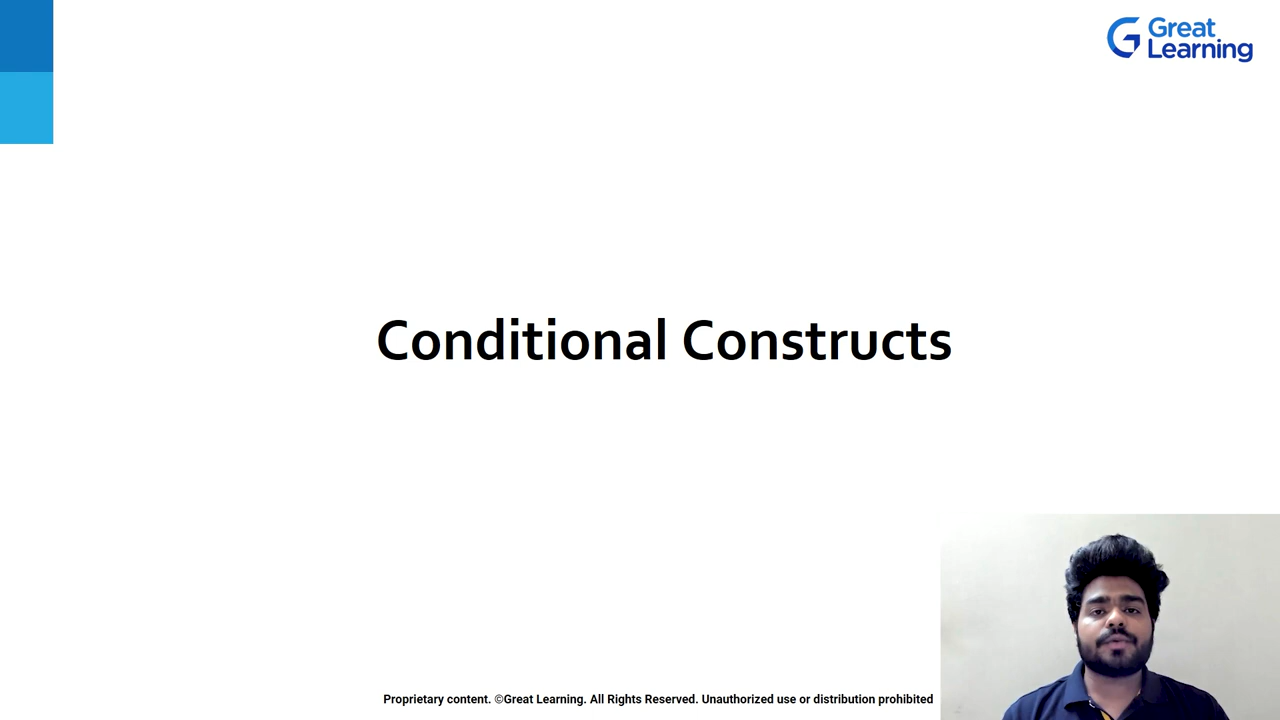 Great
Learning
Conditional Constructs
Proprietary content. ©Great Learning. All Rights Reserved. Unauthorized use or distribution prohibited